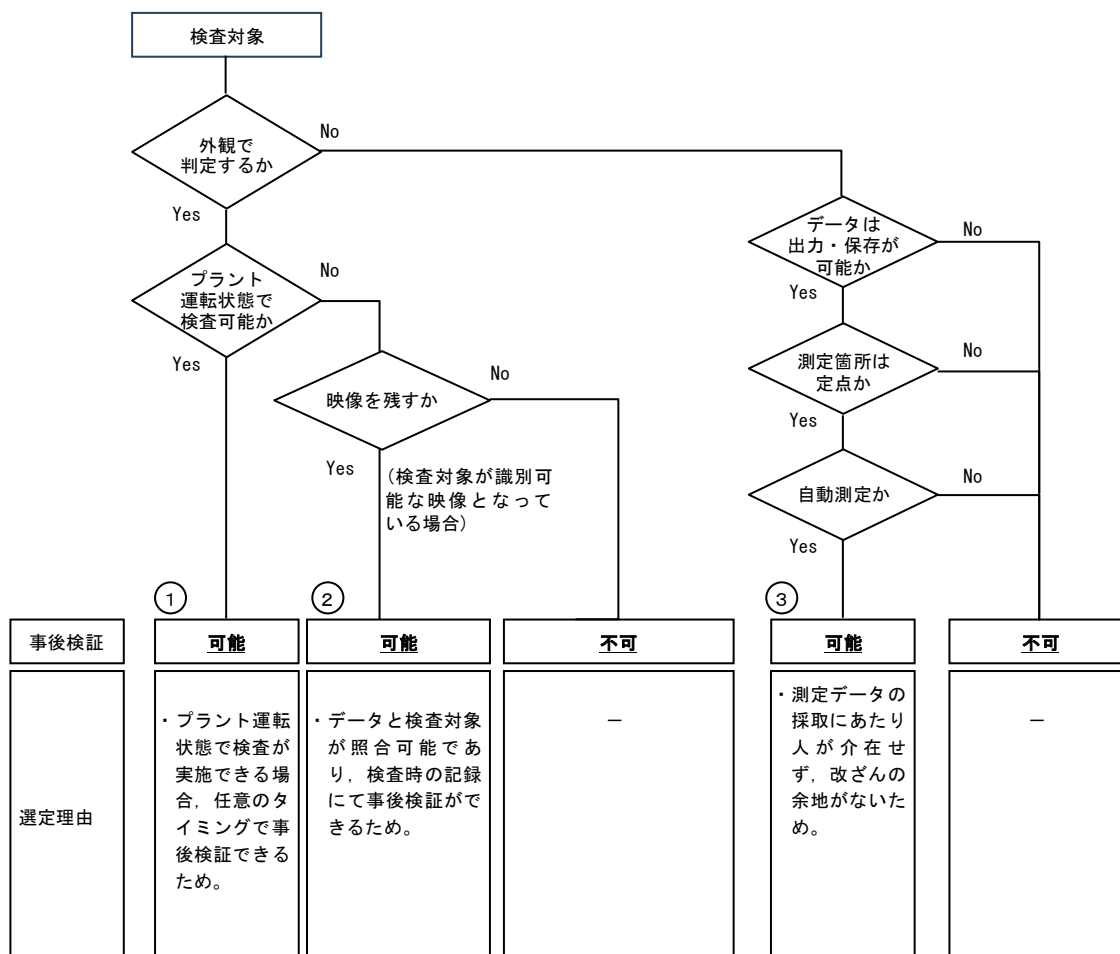 検査対象
外観で
判定するか
No
Yes
プラント
運転状態で
検査可能か
No
Yes
映像を残すか
No
Yes
(検査対象が識別可
能な映像となって
いる場合)
データは
出力・保存が
可能か
No
Yes
測定箇所は
定点か
No
Yes
自動測定か
No
Yes
①
②
③
事後検証
可能
可能
不可
可能
不可
選定理由
・プラント運転
状態で検査が
実施できる場
合，任意のタ
イミングで事
後検証できる
ため。
・データと検査対象
が照合可能であ
り，検査時の記録
にて事後検証がで
きるため。
－
・測定データの
採取にあたり
人が介在せ
ず，改ざんの
余地がないた
め。
－